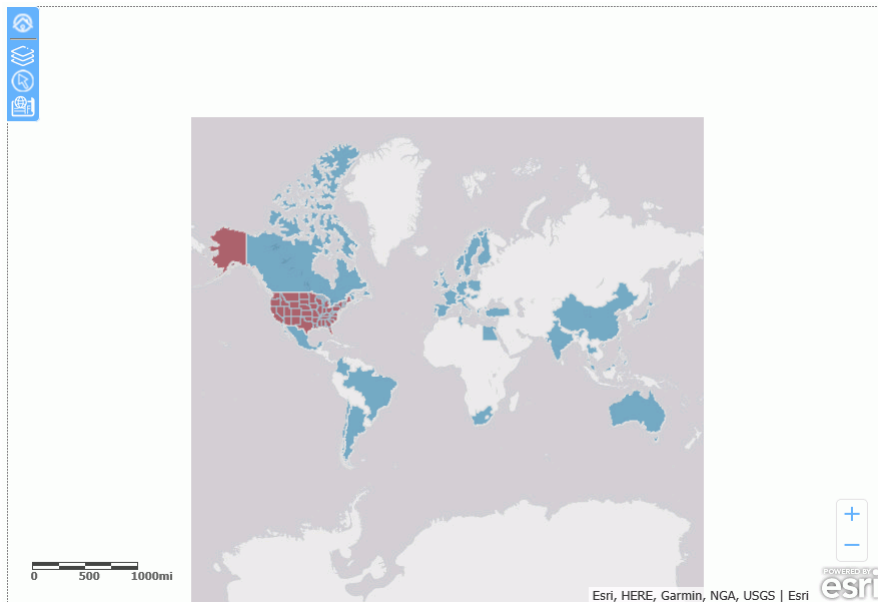 +
−
0 500 1000mi
Esri, HERE, Garmin, NGA, USGS | Esri
POWERED BY
esri